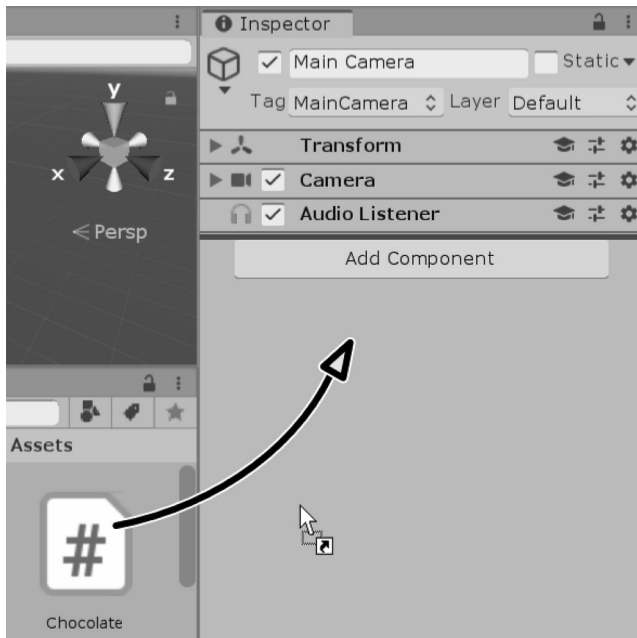 Inspector
Main Camera
Static
Tag MainCamera Layer Default
Transform
Camera
Audio Listener
Add Component
y
x
z
Persp
Assets
#
Chocolate